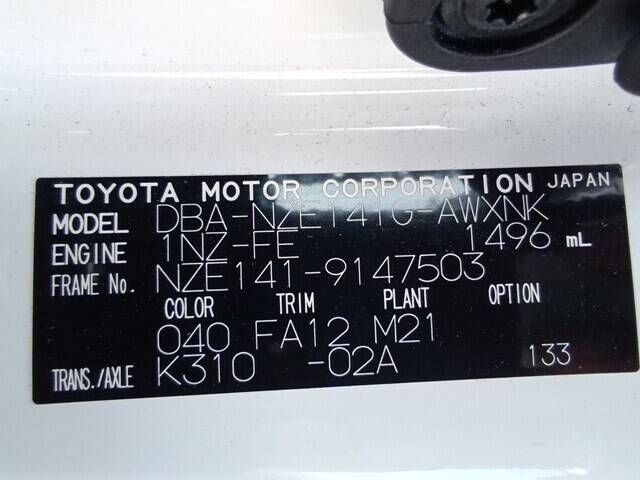 TOYOTA MOTOR CORPORATION JAPAN
MODEL DBA-NZE141G-AWXNK
ENGINE 1NZ-FE 1496 mL
FRAME No. NZE141-9147503
COLOR TRIM PLANT OPTION
040 FA12 M21
TRANS./AXLE K310 -02A 133